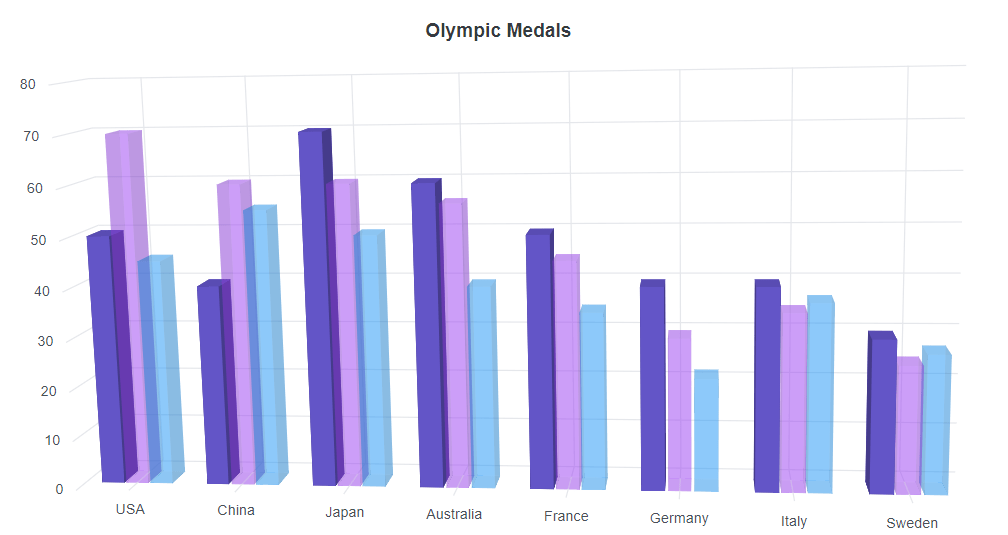 Olympic Medals
80
70
60
50
40
30
20
10
0
USA
China
Japan
Australia
France
Germany
Italy
Sweden